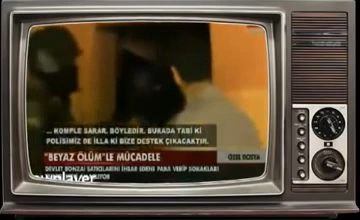 ... KOMPLE SARAR, BÖYLEDİR. BURADA TABİ Kİ
POLİSİMİZ DE İLLA Kİ BİZE DESTEK ÇIKACAKTIR.
"BEYAZ ÖLÜM"LE MÜCADELE
ÖZEL DOSYA
DEVLET BONZAİ SATICILARINI İHBAR EDENE PARA VERİP SOKAKLARI
player